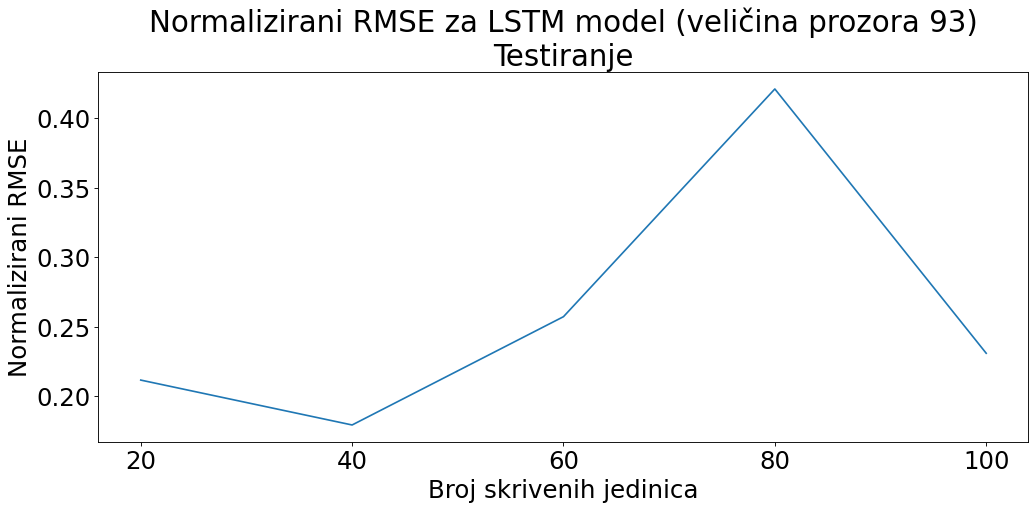 Normalizirani RMSE za LSTM model (veličina prozora 93)
Testiranje
Normalizirani RMSE
0.40
0.35
0.30
0.25
0.20
20 40 60 80 100
Broj skrivenih jedinica